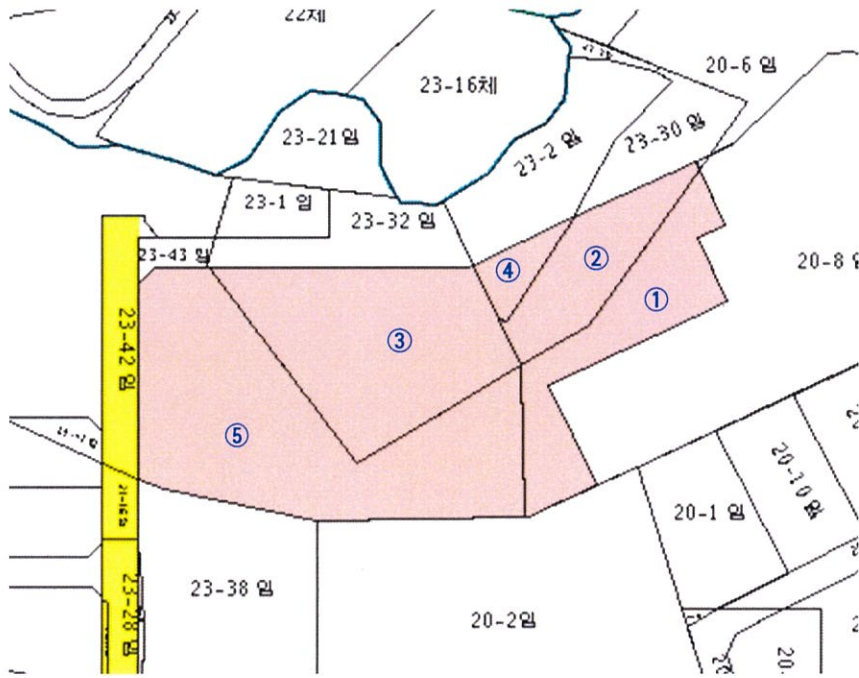 22체
23-16체
20-6 임
23-21임
23-2 임
23-30 임
23-1 임
23-32 임
23-43 임
④
②
20-8 임
①
③
23-42 임
⑤
20-10 임
20-1 임
23-28 임
23-38 임
20-2임